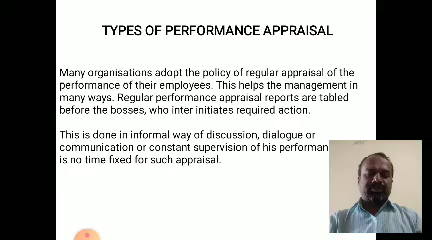 TYPES OF PERFORMANCE APPRAISAL
Many organisations adopt the policy of regular appraisal of the
performance of their employees. This helps the management in
many ways. Regular performance appraisal reports are tabled
before the bosses, who inter initiates required action.
This is done in informal way of discussion, dialogue or
communication or constant supervision of his
is no time fixed for such appraisal.